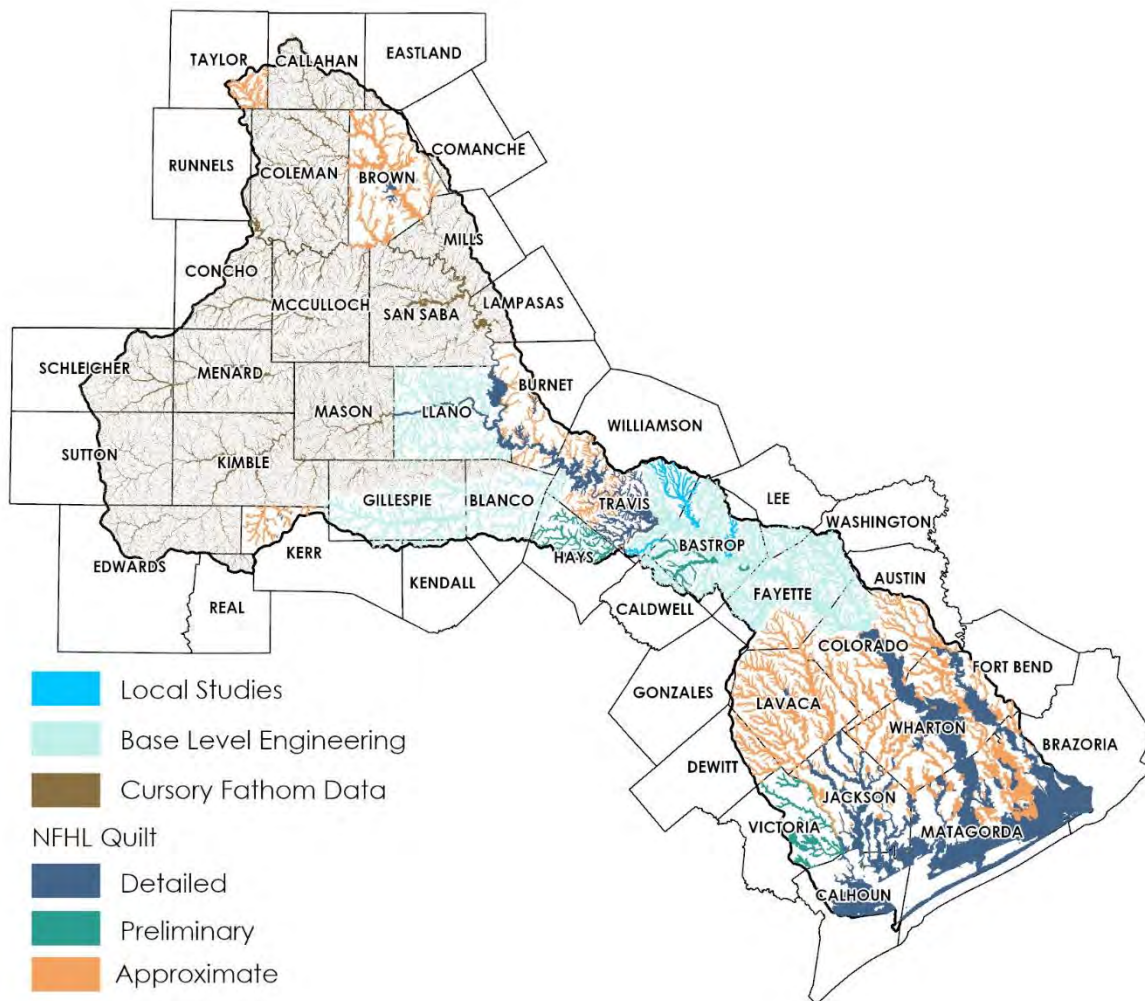 TAYLOR
CALLAHAN
EASTLAND
RUNNELS
COLEMAN
BROWN
COMANCHE
MILLS
CONCHO
MCCULLOCH
SAN SABA
LAMPASAS
SCHLEICHER
MENARD
BURNET
MASON
LLANO
WILLIAMSON
SUTTON
KIMBLE
LEE
GILLESPIE
BLANCO
TRAVIS
WASHINGTON
EDWARDS
KERR
HAYS
BASTROP
KENDALL
AUSTIN
REAL
CALDWELL
FAYETTE
COLORADO
FORT BEND
GONZALES
LAVACA
WHARTON
BRAZORIA
DEWITT
JACKSON
VICTORIA
MATAGORDA
CALHOUN
Local Studies
Base Level Engineering
Cursory Fathom Data
NFHL Quilt
Detailed
Preliminary
Approximate